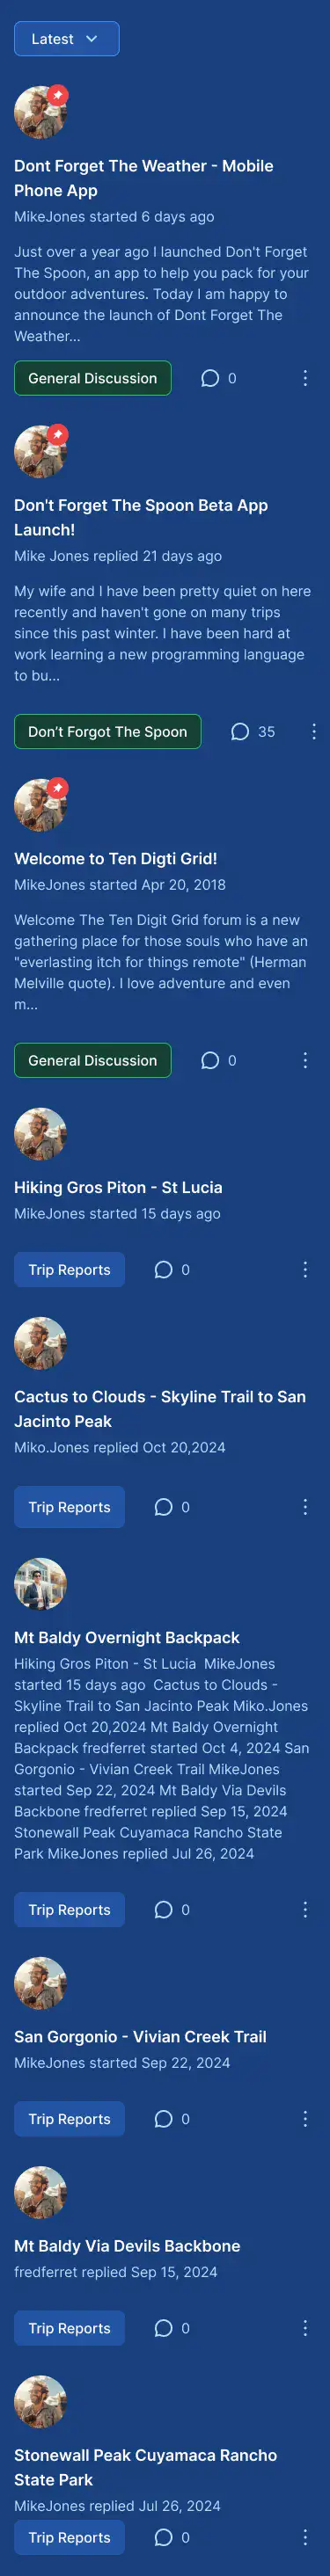 Latest
Dont Forget The Weather - Mobile
Phone App
MikeJones started 6 days ago
Just over a year ago I launched Don't Forget
The Spoon, an app to help you pack for your
outdoor adventures. Today I am happy to
announce the launch of Dont Forget The
Weather...
General Discussion 0
Don't Forget The Spoon Beta App
Launch!
Mike Jones replied 21 days ago
My wife and I have been pretty quiet on here
recently and haven't gone on many trips
since this past winter. I have been hard at
work learning a new programming language
to bu...
Don't Forgot The Spoon 35
Welcome to Ten Digti Grid!
MikeJones started Apr 20, 2018
Welcome The Ten Digit Grid forum is a new
gathering place for those souls who have an
"everlasting itch for things remote" (Herman
Melville quote). I love adventure and even
m...
General Discussion 0
Hiking Gros Piton - St Lucia
MikeJones started 15 days ago
Trip Reports 0
Cactus to Clouds - Skyline Trail to San
Jacinto Peak
Miko.Jones replied Oct 20,2024
Trip Reports 0
Mt Baldy Overnight Backpack
Hiking Gros Piton - St Lucia MikeJones
started 15 days ago Cactus to Clouds -
Skyline Trail to San Jacinto Peak Miko.Jones
replied Oct 20,2024 Mt Baldy Overnight
Backpack fredferret started Oct 4, 2024 San
Gorgonio - Vivian Creek Trail MikeJones
started Sep 22, 2024 Mt Baldy Via Devils
Backbone fredferret replied Sep 15, 2024
Stonewall Peak Cuyamaca Rancho State
Park MikeJones replied Jul 26, 2024
Trip Reports 0
San Gorgonio - Vivian Creek Trail
MikeJones started Sep 22, 2024
Trip Reports 0
Mt Baldy Via Devils Backbone
fredferret replied Sep 15, 2024
Trip Reports 0
Stonewall Peak Cuyamaca Rancho
State Park
MikeJones replied Jul 26, 2024
Trip Reports 0